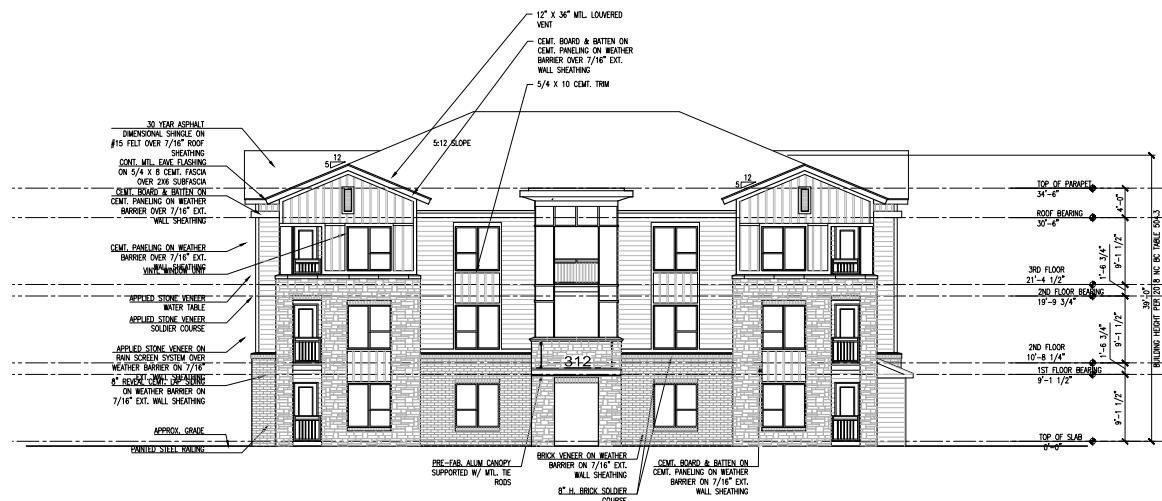 12" X 36" MTL. LOUVERED
VENT
CEMT. BOARD & BATTEN ON
CEMT. PANELING ON WEATHER
BARRIER OVER 7/16" EXT.
WALL SHEATHING
5/4 X 10 CEMT. TRIM
30 YEAR ASPHALT
DIMENSIONAL SHINGLE ON
#15 FELT OVER 7/16" ROOF
SHEATHING
CONT. MTL. EAVE FLASHING
ON 5/4 X 8 CEMT. FASCIA
OVER 2X6 SUBFASCIA
CEMT. BOARD & BATTEN ON
CEMT. PANELING ON WEATHER
BARRIER OVER 7/16" EXT.
WALL SHEATHING
CEMT. PANELING ON WEATHER
BARRIER OVER 7/16" EXT.
WALL SHEATHING
VINYL WINDOW UNIT
APPLIED STONE VENEER
WATER TABLE
APPLIED STONE VENEER
SOLDIER COURSE
APPLIED STONE VENEER ON
RAIN SCREEN SYSTEM OVER
WEATHER BARRIER ON 7/16"
EXT. WALL SHEATHING
8" REVEAL CEMT. LAP SIDING
ON WEATHER BARRIER ON
7/16" EXT. WALL SHEATHING
APPROX. GRADE
PAINTED STEEL RAILING
5:12 SLOPE
12
5
12
5
312
PRE-FAB. ALUM CANOPY
SUPPORTED W/ MTL. TIE
RODS
BRICK VENEER ON WEATHER
BARRIER ON 7/16" EXT.
WALL SHEATHING
8" H. BRICK SOLDIER
COURSE
CEMT. BOARD & BATTEN ON
CEMT. PANELING ON WEATHER
BARRIER ON 7/16" EXT.
WALL SHEATHING
TOP OF PARAPET
34'-6"
ROOF BEARING
30'-6"
3RD FLOOR
21'-4 1/2"
2ND FLOOR BEARING
19'-9 3/4"
2ND FLOOR
10'-8 1/4"
1ST FLOOR BEARING
9'-1 1/2"
TOP OF SLAB
0'-0"
4'-0"
9'-1 1/2"
1'-6 3/4"
9'-1 1/2"
1'-6 3/4"
9'-1 1/2"
39'-0"
BUILDING HEIGHT PER 2018 NC BC TABLE 504.3